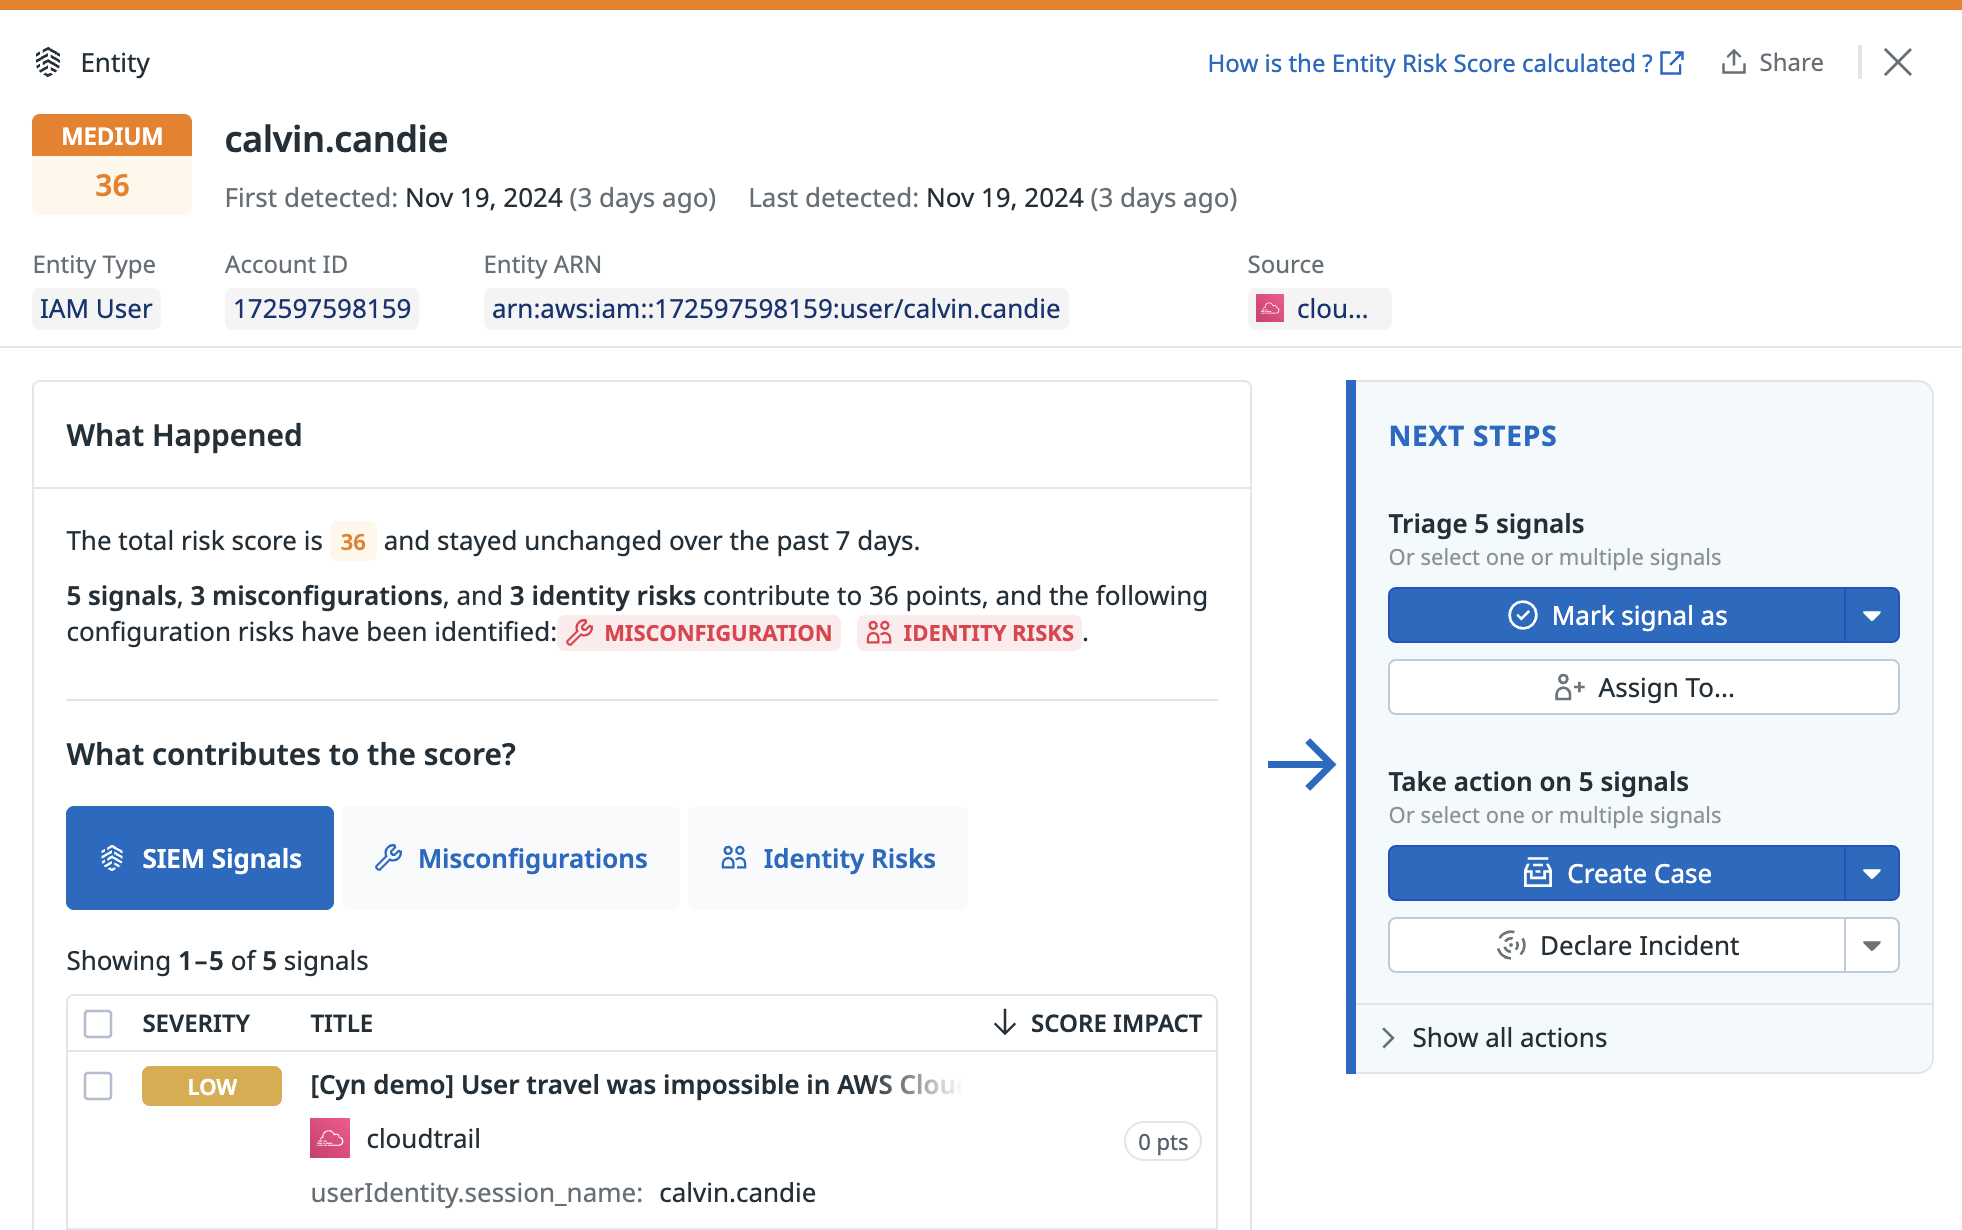 Entity
How is the Entity Risk Score calculated ?
Share
MEDIUM
36
calvin.candie
First detected: Nov 19, 2024 (3 days ago) Last detected: Nov 19, 2024 (3 days ago)
Entity Type
IAM User
Account ID
172597598159
Entity ARN
arn:aws:iam::172597598159:user/calvin.candie
Source
clou...
What Happened
The total risk score is 36 and stayed unchanged over the past 7 days.
5 signals, 3 misconfigurations, and 3 identity risks contribute to 36 points, and the following
configuration risks have been identified: MISCONFIGURATION IDENTITY RISKS.
What contributes to the score?
SIEM Signals
Misconfigurations
Identity Risks
Showing 1–5 of 5 signals
SEVERITY TITLE SCORE IMPACT
LOW
[Cyn demo] User travel was impossible in AWS Clou
cloudtrail
0 pts
userIdentity.session_name: calvin.candie
NEXT STEPS
Triage 5 signals
Or select one or multiple signals
Mark signal as
Assign To...
Take action on 5 signals
Or select one or multiple signals
Create Case
Declare Incident
Show all actions